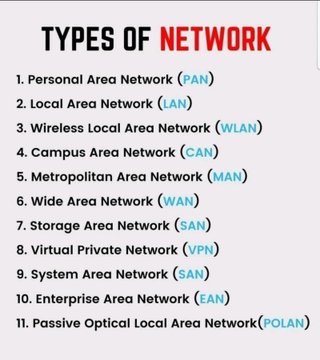 TYPES OF NETWORK
1. Personal Area Network (PAN)
2. Local Area Network (LAN)
3. Wireless Local Area Network (WLAN)
4. Campus Area Network (CAN)
5. Metropolitan Area Network (MAN)
6. Wide Area Network (WAN)
7. Storage Area Network (SAN)
8. Virtual Private Network (VPN)
9. System Area Network (SAN)
10. Enterprise Area Network (EAN)
11. Passive Optical Local Area Network(POLAN)